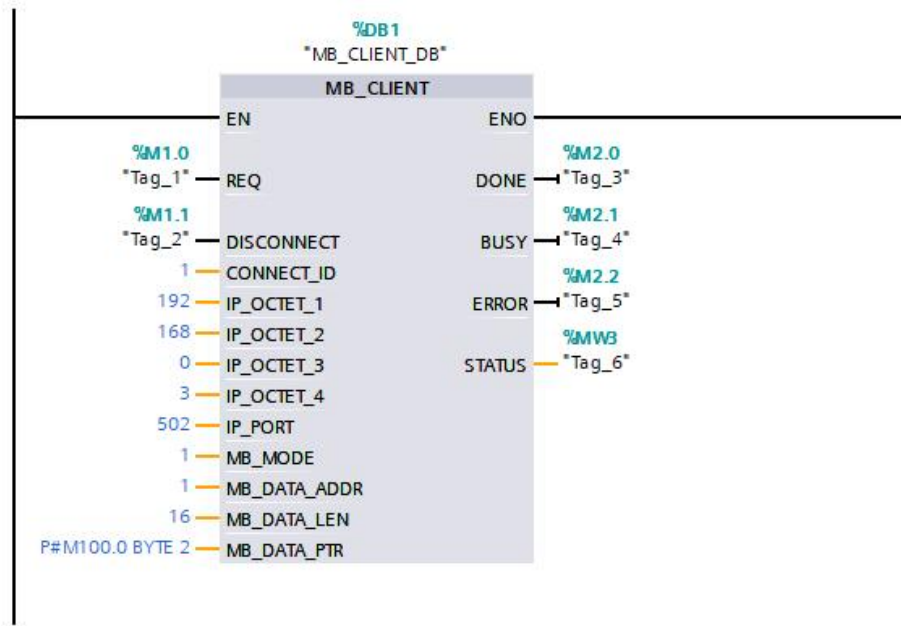 %DB1
"MB_CLIENT_DB"
MB_CLIENT
EN ENO
%M1.0 %M2.0
"Tag_1" REQ DONE "Tag_3"
%M1.1 %M2.1
"Tag_2" DISCONNECT BUSY "Tag_4"
1 CONNECT_ID %M2.2
192 IP_OCTET_1 ERROR "Tag_5"
168 IP_OCTET_2 %MW3
0 IP_OCTET_3 STATUS "Tag_6"
3 IP_OCTET_4
502 IP_PORT
1 MB_MODE
1 MB_DATA_ADDR
16 MB_DATA_LEN
P#M100.0 BYTE 2 MB_DATA_PTR